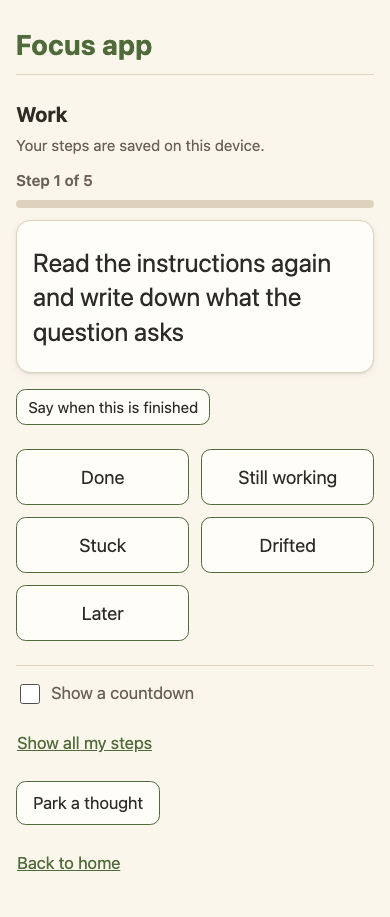 Focus app
Work
Your steps are saved on this device.
Step 1 of 5
Read the instructions again
and write down what the
question asks
Say when this is finished
Done
Still working
Stuck
Drifted
Later
Show a countdown
Show all my steps
Park a thought
Back to home